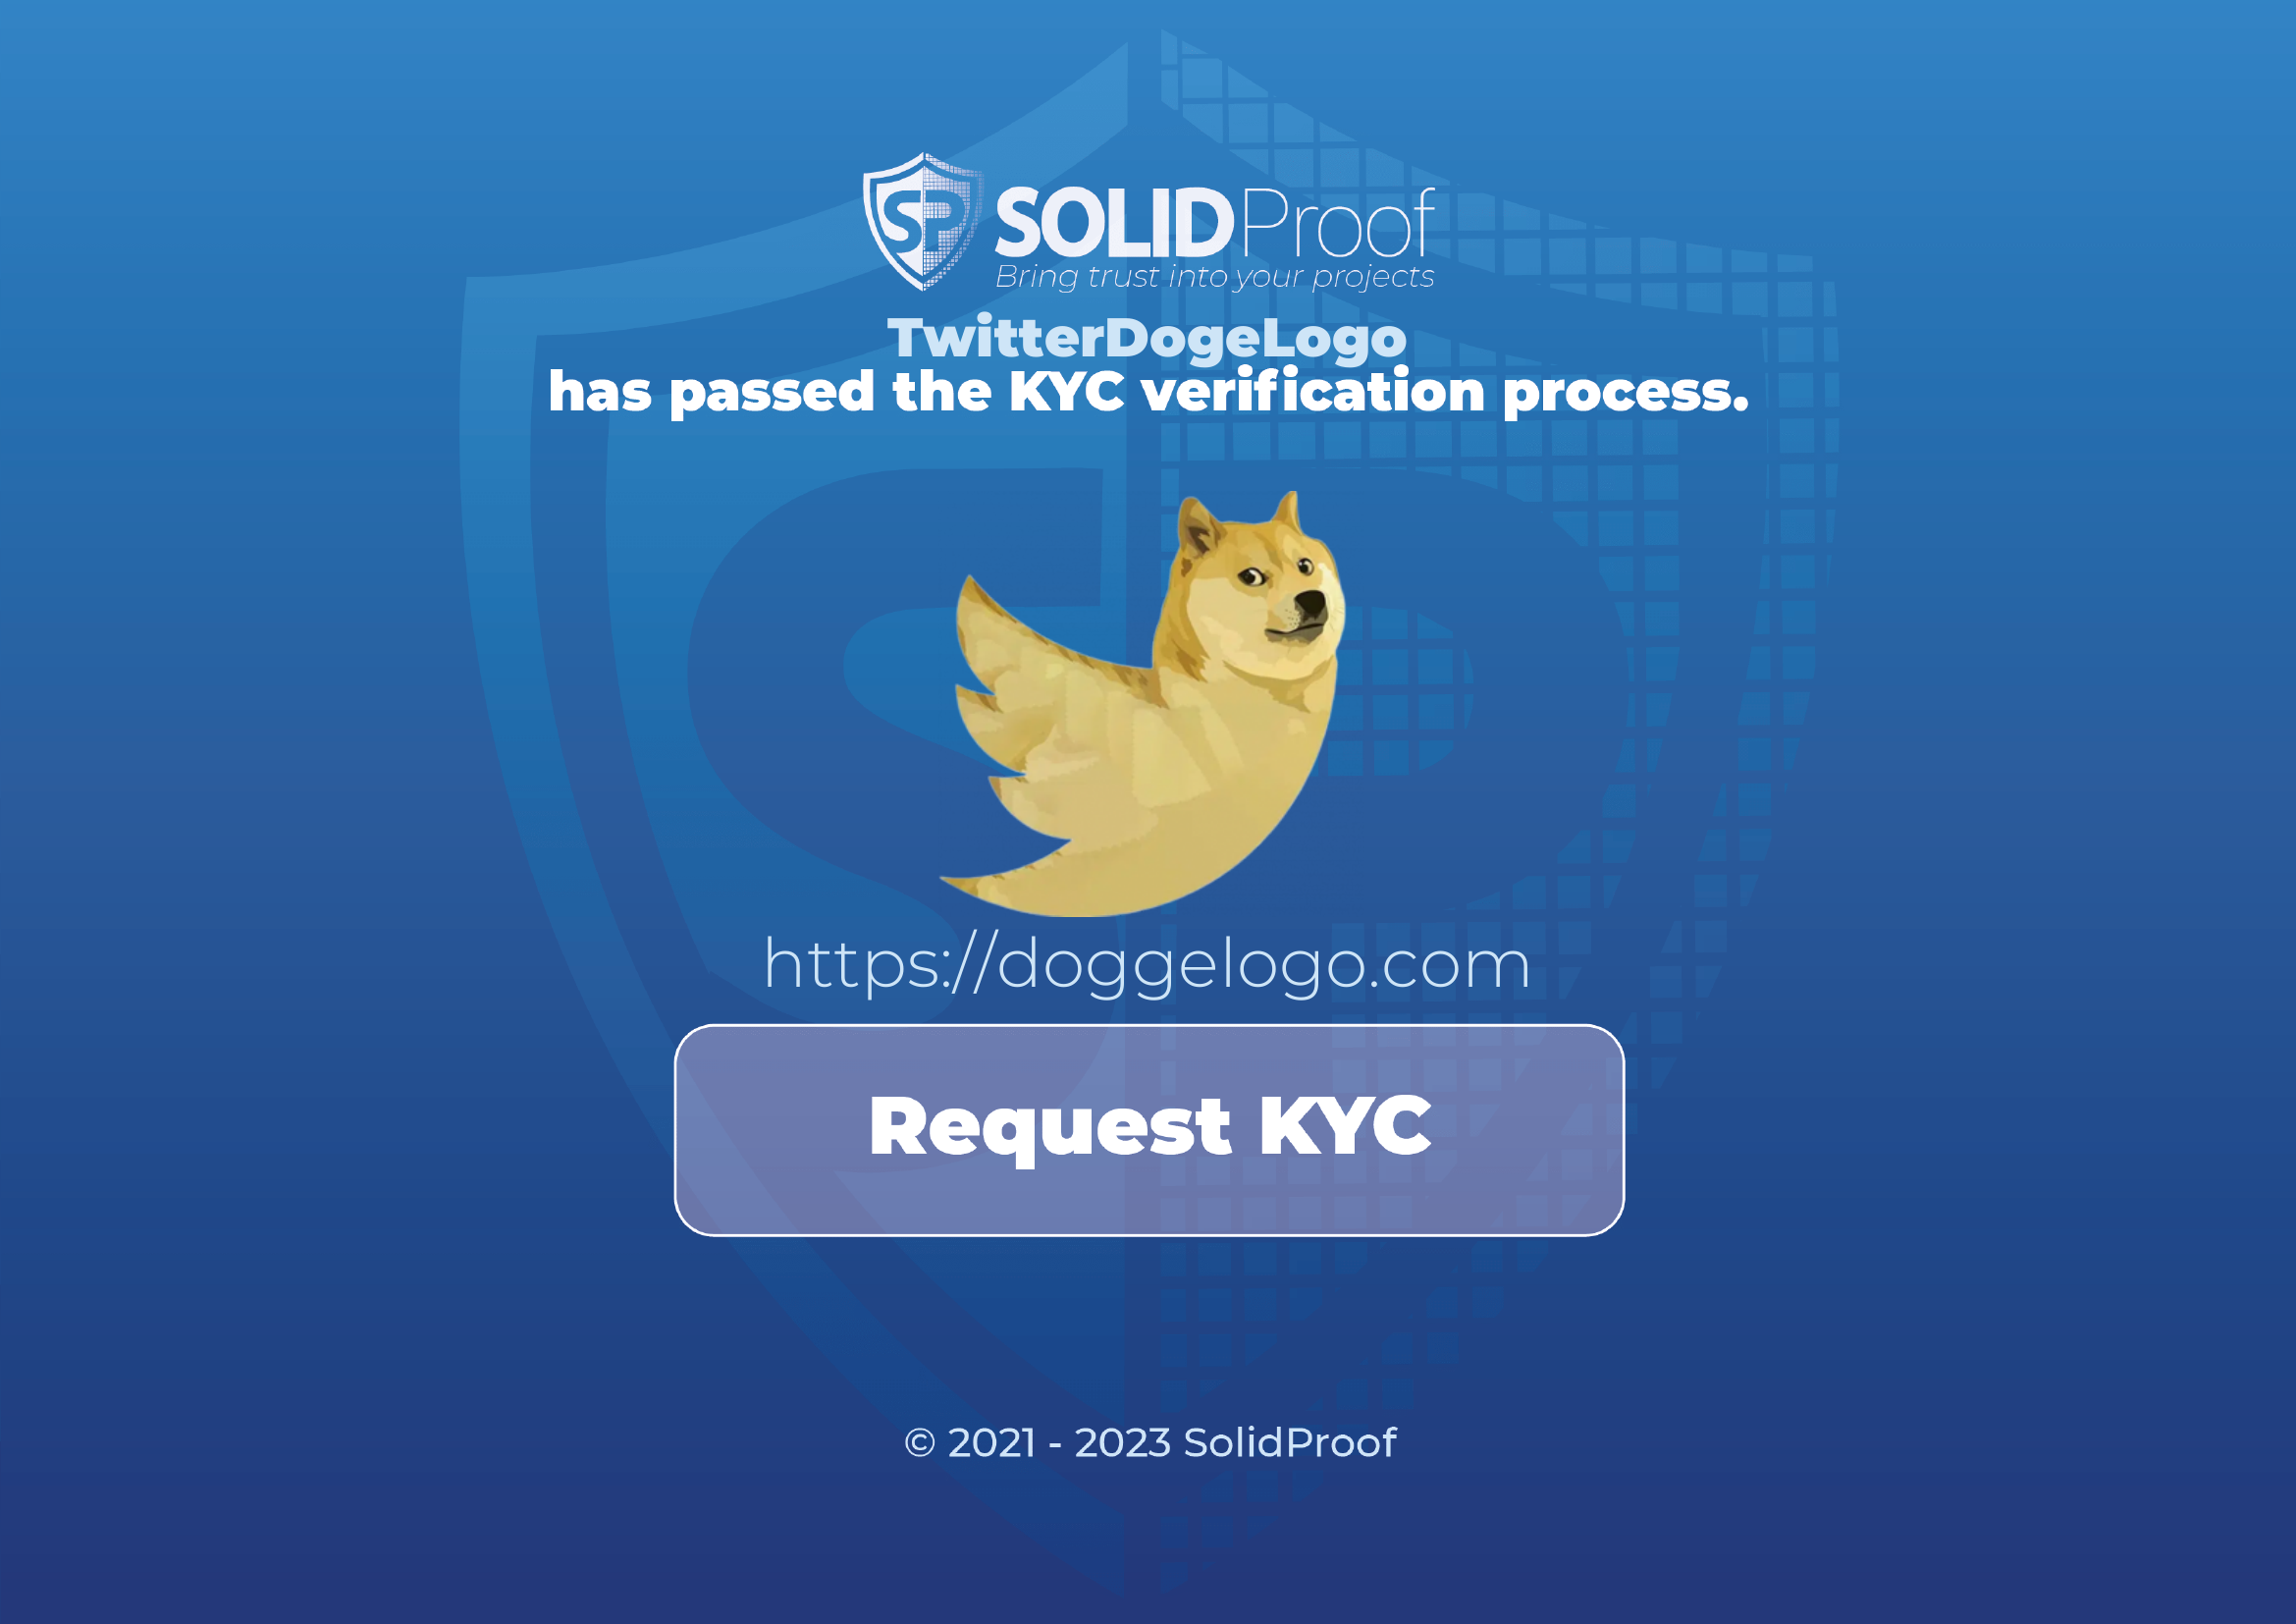 SP
SOLIDProof
Bring trust into your projects
TwitterDogeLogo
has passed the KYC verification process.
https://doggelogo.com
Request KYC
© 2021 - 2023 SolidProof